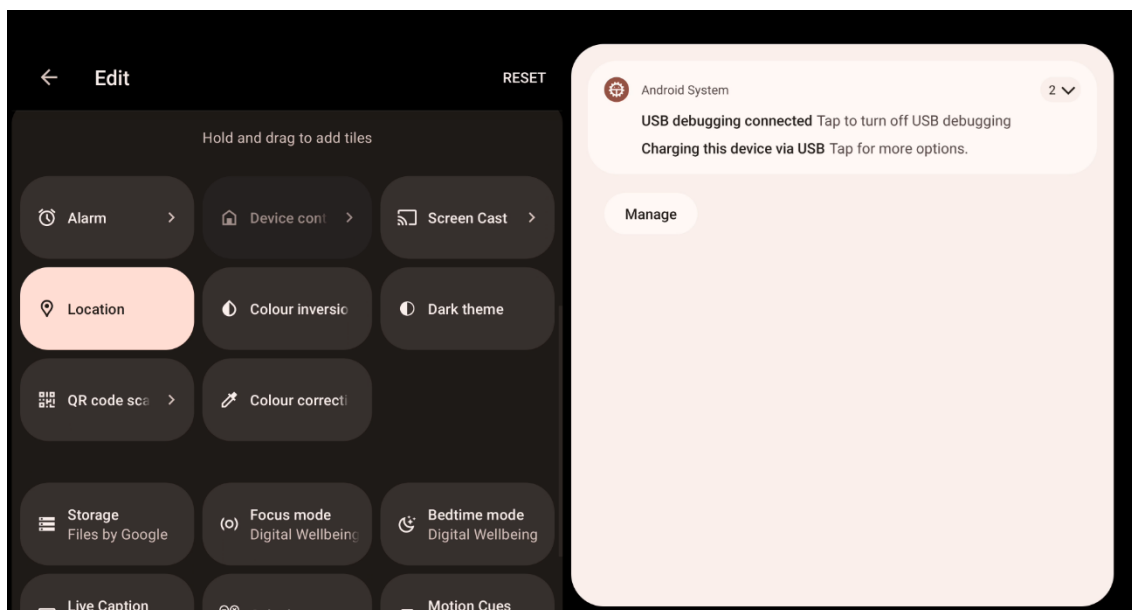 Edit
RESET
Hold and drag to add tiles
Alarm
Device cont
Screen Cast
Location
Colour inversio
Dark theme
QR code sca
Colour correcti
Storage
Files by Google
Focus mode
Digital Wellbeing
Bedtime mode
Digital Wellbeing
Live Caption
Motion Cues
Android System
2
USB debugging connected Tap to turn off USB debugging
Charging this device via USB Tap for more options.
Manage